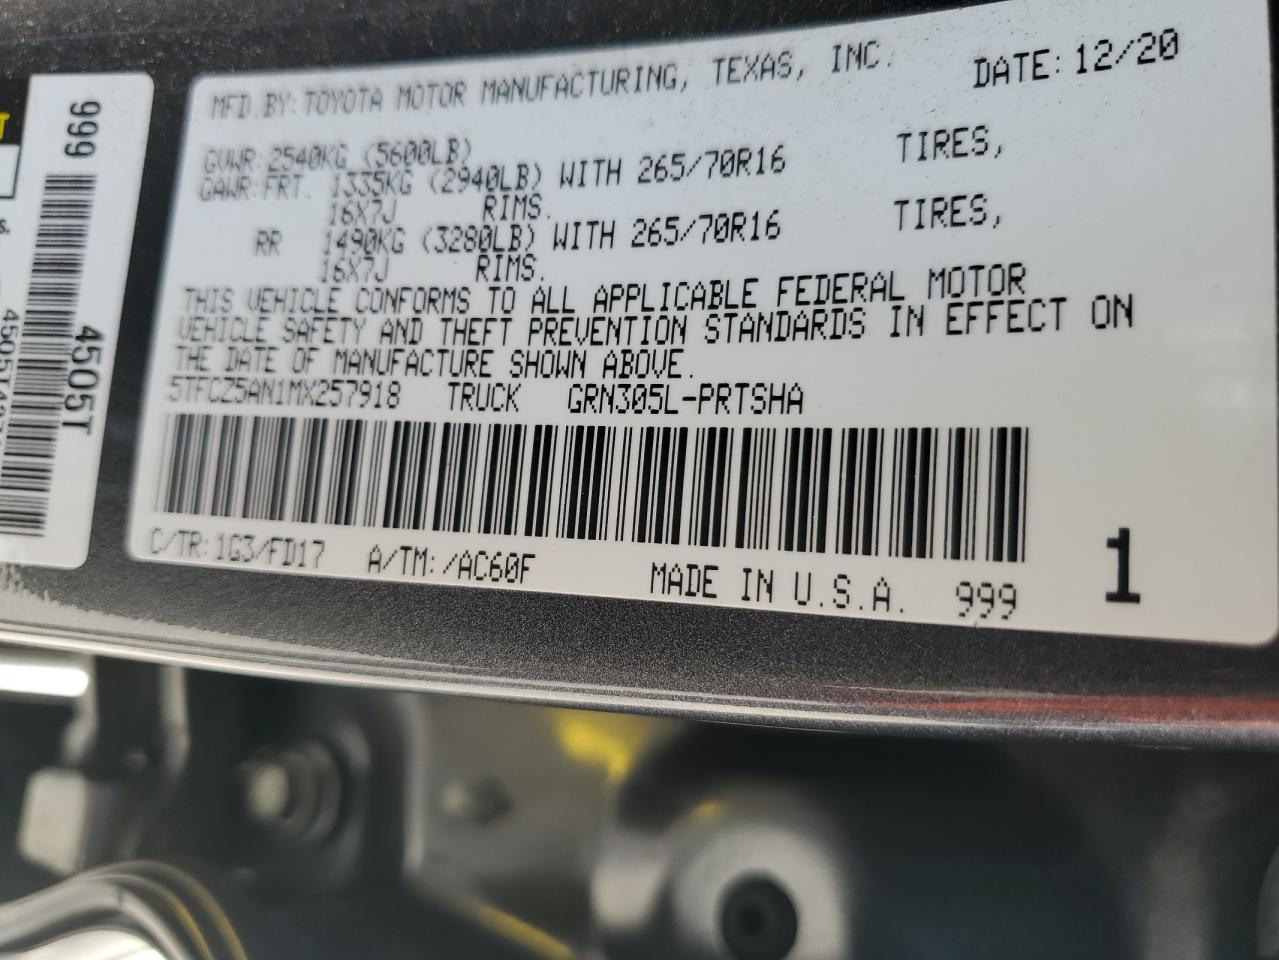 MFD.BY:TOYOTA MOTOR MANUFACTURING, TEXAS, INC. DATE:12/20
GVWR:2540KG (5600LB)
GAWR:FRT. 1335KG (2940LB) WITH 265/70R16 TIRES,
16X7J RIMS.
RR 1490KG (3280LB) WITH 265/70R16 TIRES,
16X7J RIMS.
THIS VEHICLE CONFORMS TO ALL APPLICABLE FEDERAL MOTOR
VEHICLE SAFETY AND THEFT PREVENTION STANDARDS IN EFFECT ON
THE DATE OF MANUFACTURE SHOWN ABOVE.
5TFCZ5AN1MX257918 TRUCK GRN305L-PRTSHA
C/TR:1G3/FD17 A/TM:/AC60F MADE IN U.S.A. 999 1
999
4505T